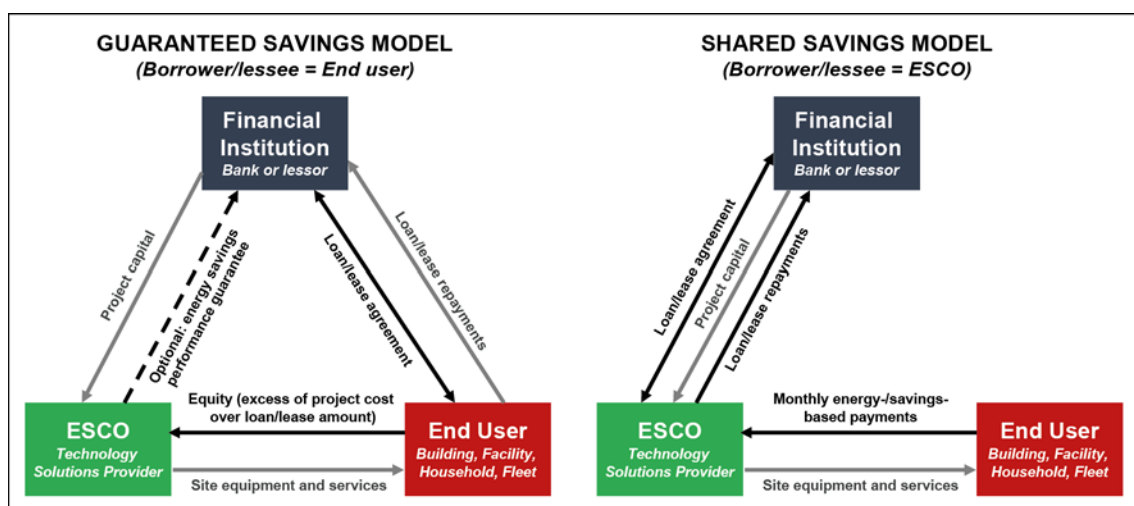 GUARANTEED SAVINGS MODEL
(Borrower/lessee = End user)
Financial
Institution
Bank or lessor
Project capital
Optional: energy savings
performance guarantee
Loan/lease agreement
Loan/lease repayments
Equity (excess of project cost
over loan/lease amount)
ESCO
Technology
Solutions Provider
End User
Building, Facility,
Household, Fleet
Site equipment and services
SHARED SAVINGS MODEL
(Borrower/lessee = ESCO)
Financial
Institution
Bank or lessor
Loan/lease agreement
Project capital
Loan/lease repayments
Monthly energy-/savings-
based payments
ESCO
Technology
Solutions Provider
End User
Building, Facility,
Household, Fleet
Site equipment and services